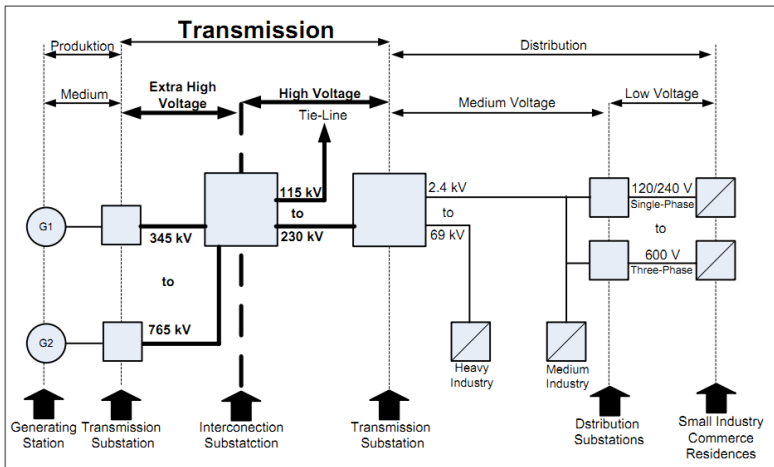 Transmission
Produktion
Distribution
Medium
Extra High
Voltage
High Voltage
Medium Voltage
Low Voltage
Tie-Line
115 kV
to
230 kV
2.4 kV
to
69 kV
120/240 V
Single-Phase
to
600 V
Three-Phase
G1
345 kV
to
765 kV
G2
Heavy
Industry
Medium
Industry
Generating
Station
Transmission
Substation
Interconection
Substatction
Transmission
Substation
Dstribution
Substations
Small Industry
Commerce
Residences